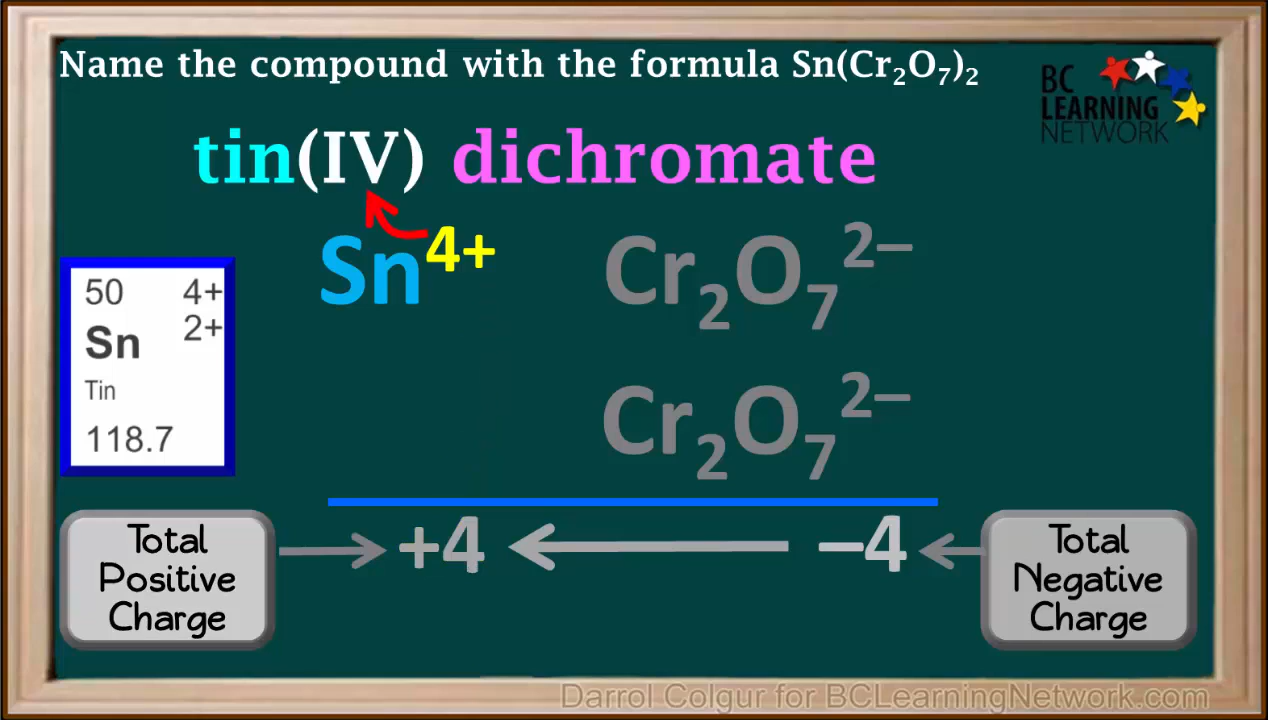 Name the compound with the formula Sn(Cr₂O₇)₂
BC
LEARNING
NETWORK
tin(IV) dichromate
Sn⁴⁺ Cr₂O₇²⁻
50 4+
Sn 2+
Tin
118.7
Cr₂O₇²⁻
Total
Positive
Charge
+4 –4
Total
Negative
Charge
Darrol Colgur for BCLearningNetwork.com